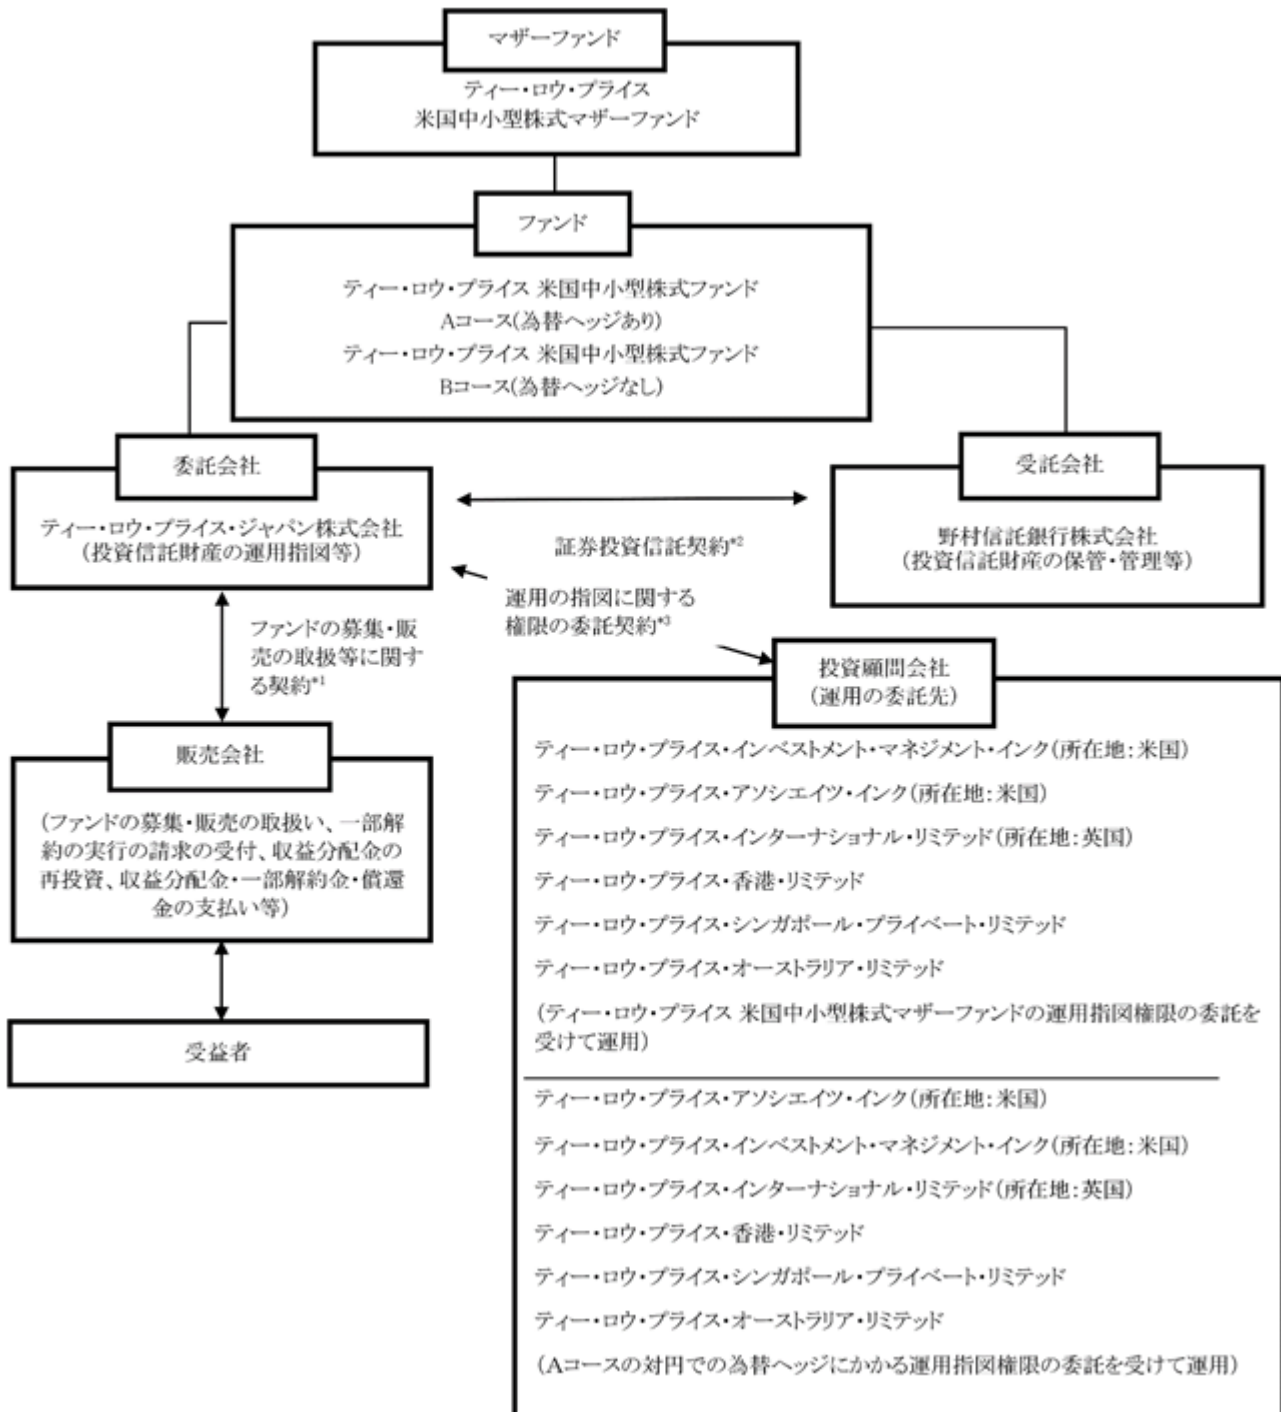 マザーファンド
ティー・ロウ・プライス
米国中小型株式マザーファンド
ファンド
ティー・ロウ・プライス 米国中小型株式ファンド
Aコース(為替ヘッジあり)
ティー・ロウ・プライス 米国中小型株式ファンド
Bコース(為替ヘッジなし)
委託会社
ティー・ロウ・プライス・ジャパン株式会社
(投資信託財産の運用指図等)
証券投資信託契約*2
受託会社
野村信託銀行株式会社
(投資信託財産の保管・管理等)
運用の指図に関する
権限の委託契約*3
ファンドの募集・販
売の取扱等に関す
る契約*1
販売会社
(ファンドの募集・販売の取扱い、一部解
約の実行の請求の受付、収益分配金の
再投資、収益分配金・一部解約金・償還
金の支払い等)
受益者
投資顧問会社
(運用の委託先)
ティー・ロウ・プライス・インベストメント・マネジメント・インク(所在地:米国)
ティー・ロウ・プライス・アソシエイツ・インク(所在地:米国)
ティー・ロウ・プライス・インターナショナル・リミテッド(所在地:英国)
ティー・ロウ・プライス・香港・リミテッド
ティー・ロウ・プライス・シンガポール・プライベート・リミテッド
ティー・ロウ・プライス・オーストラリア・リミテッド
(ティー・ロウ・プライス 米国中小型株式マザーファンドの運用指図権限の委託を
受けて運用)
ティー・ロウ・プライス・アソシエイツ・インク(所在地:米国)
ティー・ロウ・プライス・インベストメント・マネジメント・インク(所在地:米国)
ティー・ロウ・プライス・インターナショナル・リミテッド(所在地:英国)
ティー・ロウ・プライス・香港・リミテッド
ティー・ロウ・プライス・シンガポール・プライベート・リミテッド
ティー・ロウ・プライス・オーストラリア・リミテッド
(Aコースの対円での為替ヘッジにかかる運用指図権限の委託を受けて運用)